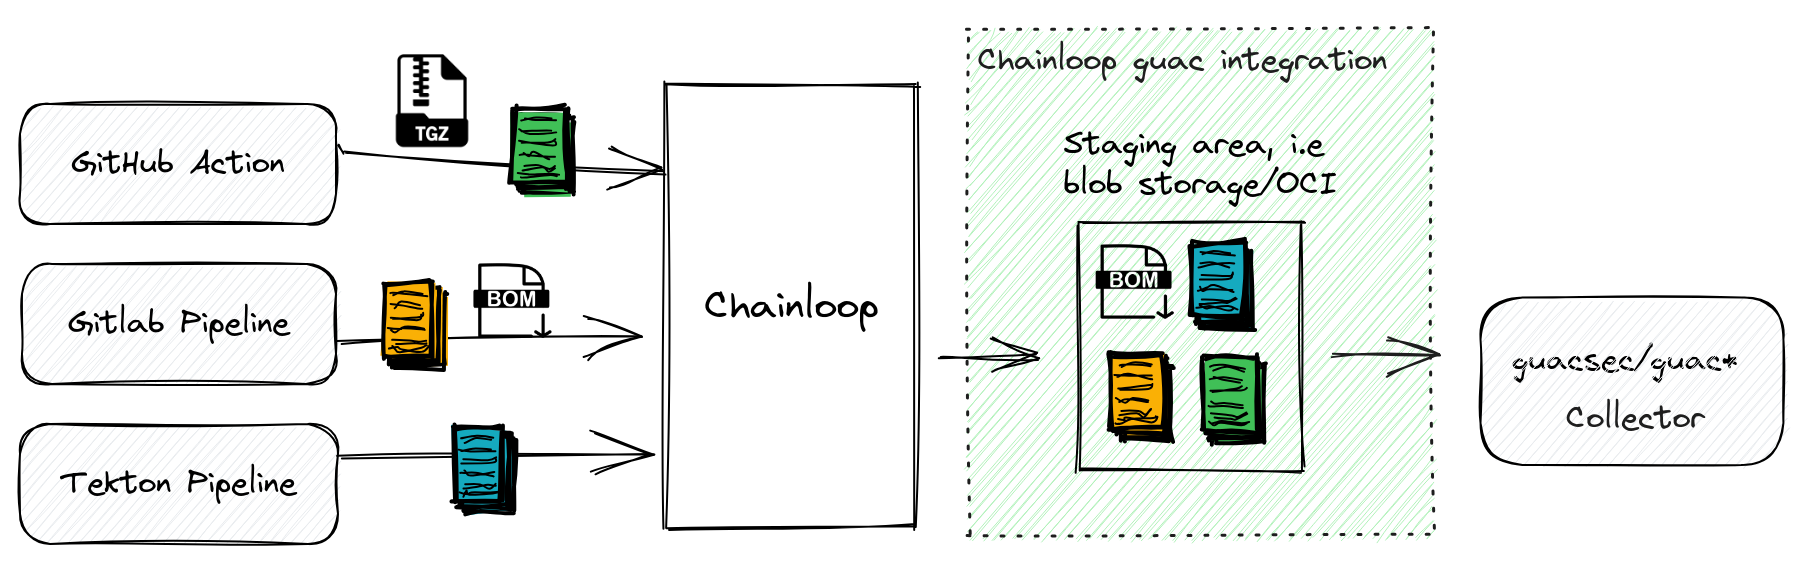 Chainloop guac integration
TGZ
GitHub Action
Staging area, i.e
blob storage/OCI
Gitlab Pipeline
BOM
Chainloop
BOM
guacsec/guac*
Collector
Tekton Pipeline